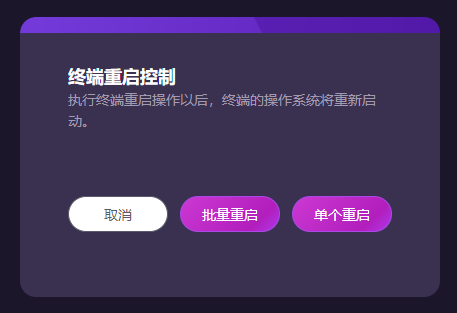 终端重启控制
执行终端重启操作以后，终端的操作系统将重新启
动。
取消
批量重启
单个重启